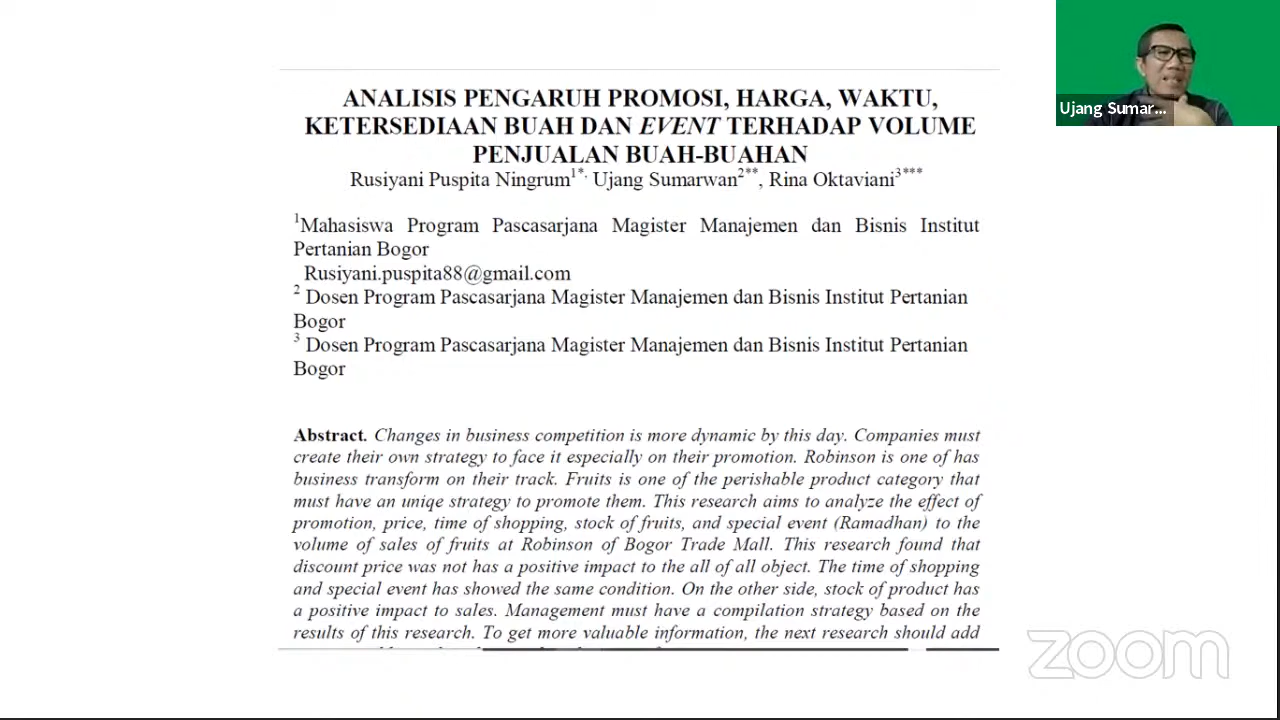 ANALISIS PENGARUH PROMOSI, HARGA, WAKTU,
KETERSEDIAAN BUAH DAN EVENT TERHADAP VOLUME
PENJUALAN BUAH-BUAHAN
Rusiyani Puspita Ningrum1*, Ujang Sumarwan2**, Rina Oktaviani3***
1Mahasiswa Program Pascasarjana Magister Manajemen dan Bisnis Institut
Pertanian Bogor
Rusiyani.puspita88@gmail.com
2 Dosen Program Pascasarjana Magister Manajemen dan Bisnis Institut Pertanian
Bogor
3 Dosen Program Pascasarjana Magister Manajemen dan Bisnis Institut Pertanian
Bogor
Abstract. Changes in business competition is more dynamic by this day. Companies must
create their own strategy to face it especially on their promotion. Robinson is one of has
business transform on their track. Fruits is one of the perishable product category that
must have an uniqe strategy to promote them. This research aims to analyze the effect of
promotion, price, time of shopping, stock of fruits, and special event (Ramadhan) to the
volume of sales of fruits at Robinson of Bogor Trade Mall. This research found that
discount price was not has a positive impact to the all of all object. The time of shopping
and special event has showed the same condition. On the other side, stock of product has
a positive impact to sales. Management must have a compilation strategy based on the
results of this research. To get more valuable information, the next research should add
Ujang Sumar...
zoom